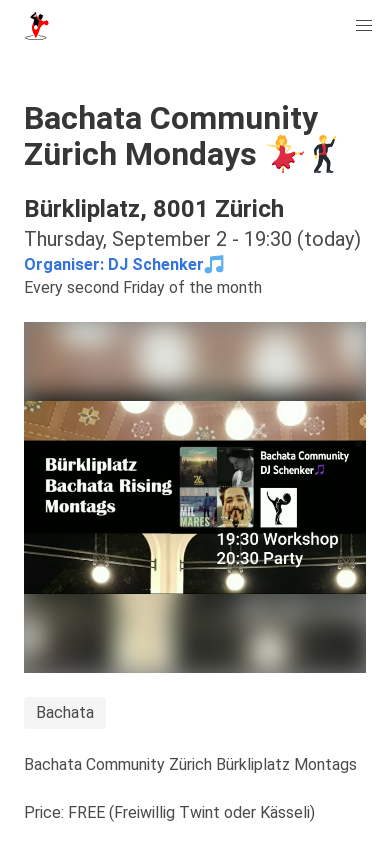 Bachata Community
Zürich Mondays 💃🕺
Bürkliplatz, 8001 Zürich
Thursday, September 2 - 19:30 (today)
Organiser: DJ Schenker🎵
Every second Friday of the month
Bürkliplatz
Bachata Rising
Montags
MIL
MARES
Bachata Community
DJ Schenker🎵
19:30 Workshop
20:30 Party
Bachata
Bachata Community Zürich Bürkliplatz Montags
Price: FREE (Freiwillig Twint oder Kässeli)